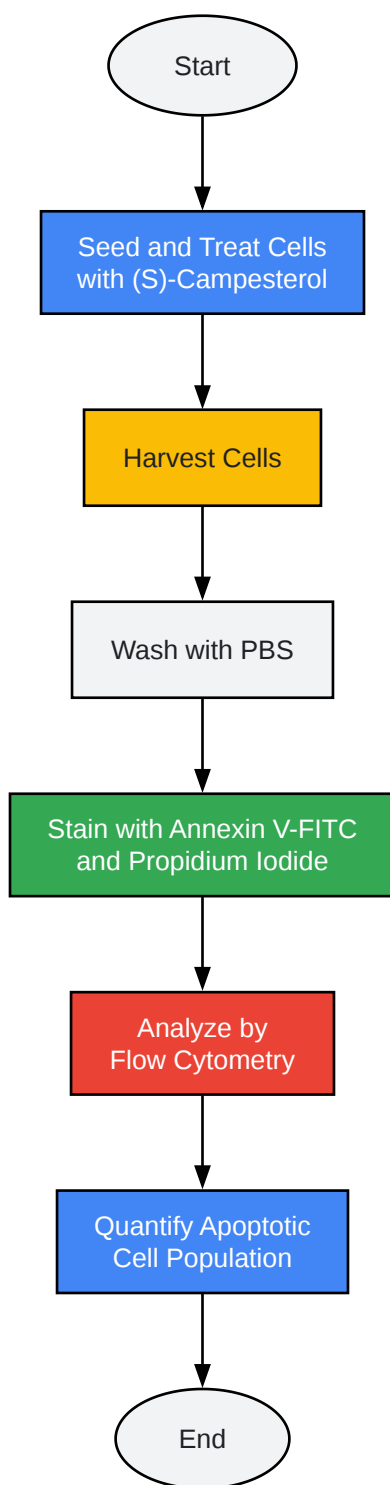 Start
Seed and Treat Cells
with (S)-Campesterol
Harvest Cells
Wash with PBS
Stain with Annexin V-FITC
and Propidium Iodide
Analyze by
Flow Cytometry
Quantify Apoptotic
Cell Population
End